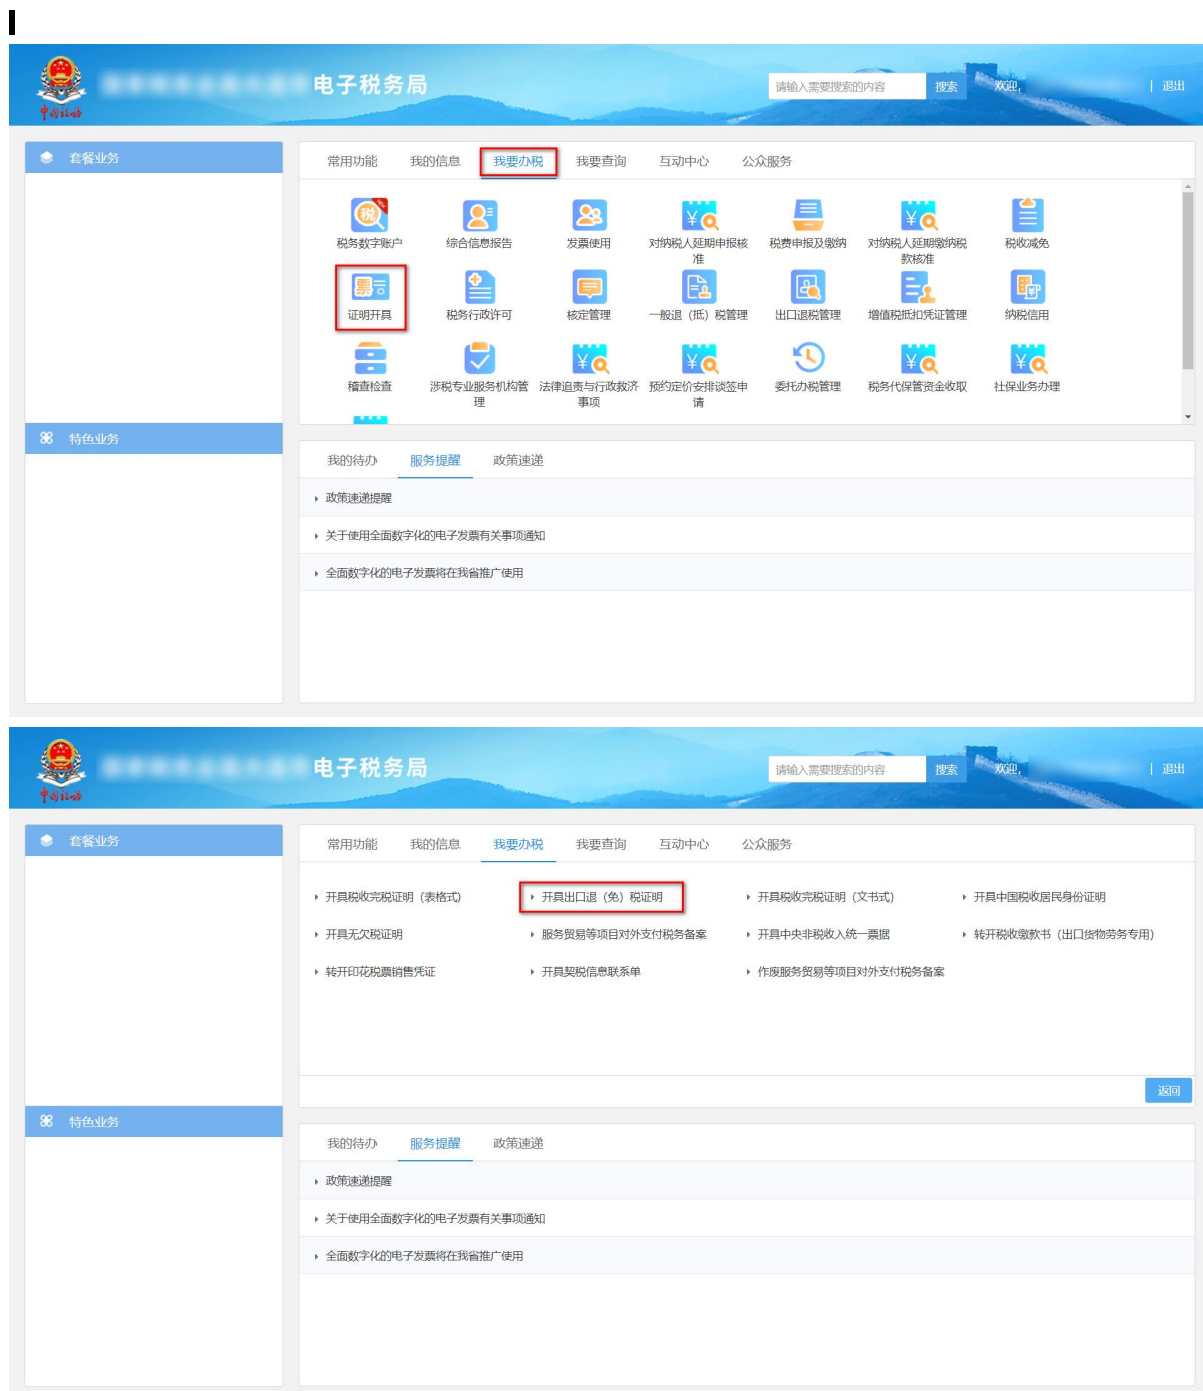 中国税务
电子税务局
请输入需要搜索的内容 搜索 欢迎, | 退出
套餐业务
常用功能 我的信息 我要办税 我要查询 互动中心 公众服务
税 NEW
税务数字账户 综合信息报告 发票使用 对纳税人延期申报核准 税费申报及缴纳 对纳税人延期缴纳税款核准 税收减免
票
证明开具 税务行政许可 核定管理 一般退（抵）税管理 出口退税管理 增值税抵扣凭证管理 纳税信用
稽查检查 涉税专业服务机构管理 法律追责与行政救济事项 预约定价安排谈签申请 委托办税管理 税务代保管资金收取 社保业务办理
特色业务
我的待办 服务提醒 政策速递
政策速递提醒
关于使用全面数字化的电子发票有关事项通知
全面数字化的电子发票将在我省推广使用
中国税务
电子税务局
请输入需要搜索的内容 搜索 欢迎, | 退出
套餐业务
常用功能 我的信息 我要办税 我要查询 互动中心 公众服务
开具税收完税证明（表格式） 开具出口退（免）税证明 开具税收完税证明（文书式） 开具中国税收居民身份证明
开具无欠税证明 服务贸易等项目对外支付税务备案 开具中央非税收入统一票据 转开税收缴款书（出口货物劳务专用）
转开印花税票销售凭证 开具契税信息联系单 作废服务贸易等项目对外支付税务备案
返回
特色业务
我的待办 服务提醒 政策速递
政策速递提醒
关于使用全面数字化的电子发票有关事项通知
全面数字化的电子发票将在我省推广使用